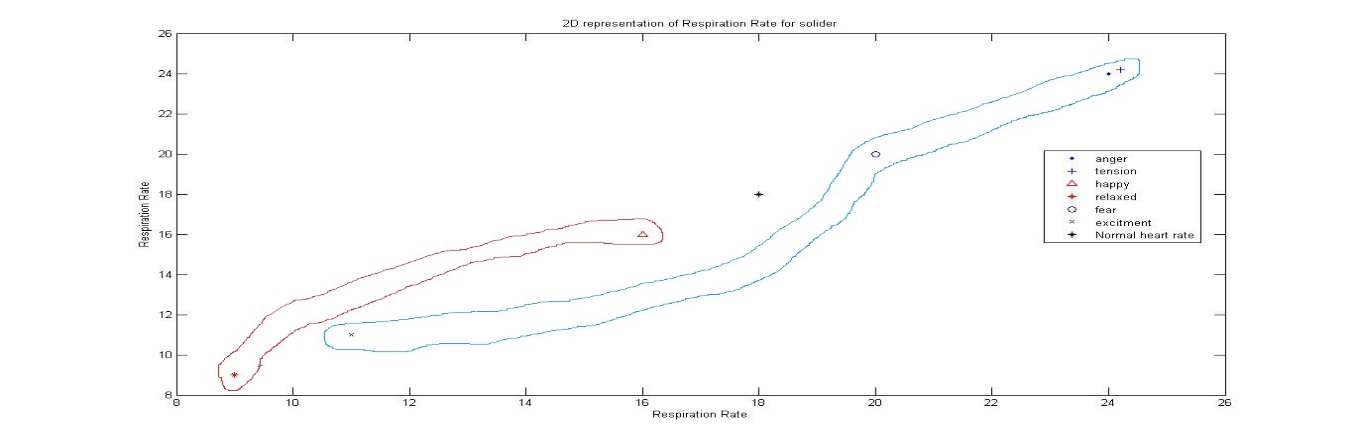 2D representation of Respiration Rate for solider
26
24
22
20
18
16
14
12
10
8
Respiration Rate
anger
tension
happy
relaxed
fear
excitment
Normal heart rate
8 10 12 14 16 18 20 22 24 26
Respiration Rate